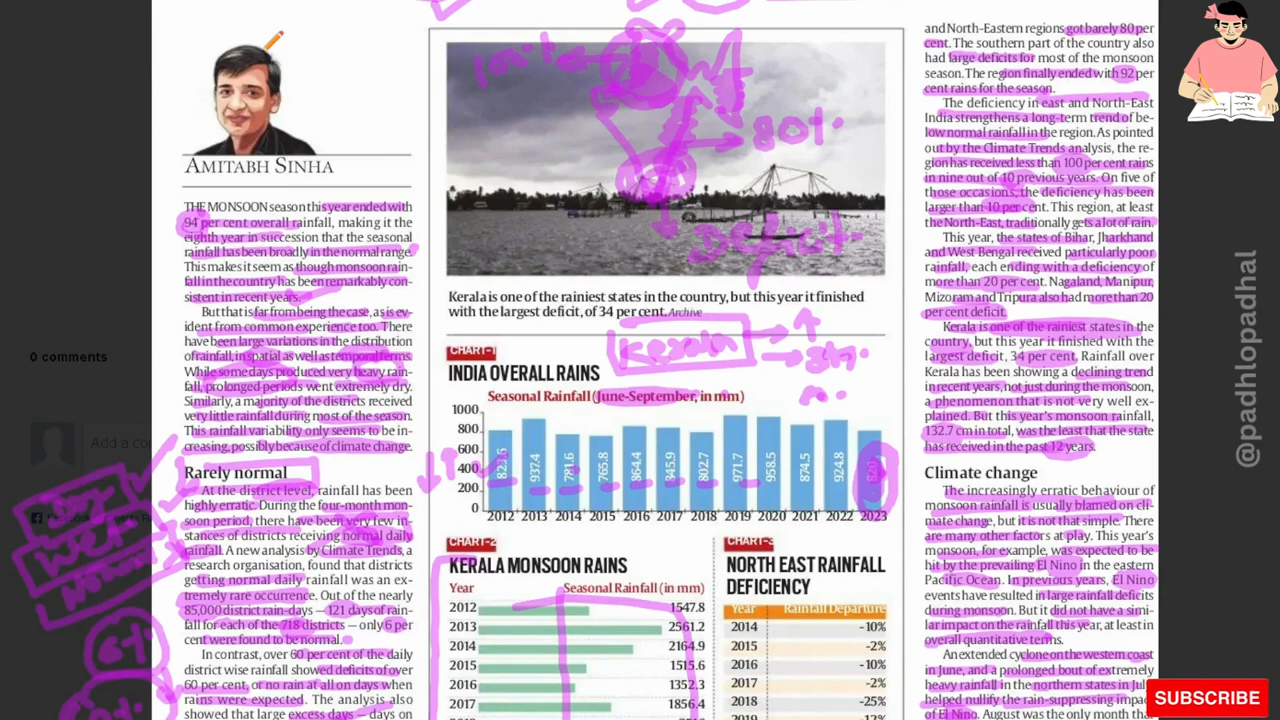 AMITABH SINHA
THE MONSOON season this year ended with
94 per cent overall rainfall, making it the
eighth year in succession that the seasonal
rainfall has been broadly in the normal range.
This makes it seem as though monsoon rain-
fall in the country has been remarkably con-
sistent in recent years.
But that is far from being the case, as is ev-
ident from common experience too. There
have been large variations in the distribution
of rainfall, in spatial as well as temporal terms.
While some days produced very heavy rain-
fall, prolonged periods went extremely dry.
Similarly, a majority of the districts received
very little rainfall during most of the season.
This rainfall variability only seems to be in-
creasing, possibly because of climate change.
Rarely normal
At the district level, rainfall has been
highly erratic. During the four-month mon-
soon period, there have been very few in-
stances of districts receiving normal daily
rainfall. A new analysis by Climate Trends, a
research organisation, found that districts
getting normal daily rainfall was an ex-
tremely rare occurrence. Out of the nearly
85,000 district rain-days — 121 days of rain-
fall for each of the 718 districts — only 6 per
cent were found to be normal.
In contrast, over 60 per cent of the daily
district wise rainfall showed deficits of over
60 per cent, or no rain at all on days when
rains were expected. The analysis also
showed that large excess days — days on
80%
Kerala is one of the rainiest states in the country, but this year it finished
with the largest deficit, of 34 per cent. Archive
Kerala
CHART-1
INDIA OVERALL RAINS
Seasonal Rainfall (June-September, in mm)
1000
800
600
400
200
0
823.6
937.4
781.6
765.8
864.4
845.9
802.7
971.7
958.5
874.5
924.8
820
2012 2013 2014 2015 2016 2017 2018 2019 2020 2021 2022 2023
CHART-2
KERALA MONSOON RAINS
Year Seasonal Rainfall (in mm)
2012 1547.8
2013 2561.2
2014 2164.9
2015 1515.6
2016 1352.3
2017 1856.4
CHART-3
NORTH EAST RAINFALL
DEFICIENCY
Year Rainfall Departure
2014 -10%
2015 -2%
2016 -10%
2017 -2%
2018 -25%
2019 -12%
and North-Eastern regions got barely 80 per
cent. The southern part of the country also
had large deficits for most of the monsoon
season. The region finally ended with 92 per
cent rains for the season.
The deficiency in east and North-East
India strengthens a long-term trend of be-
low normal rainfall in the region. As pointed
out by the Climate Trends analysis, the re-
gion has received less than 100 per cent rains
in nine out of 10 previous years. On five of
those occasions, the deficiency has been
larger than 10 per cent. This region, at least
the North-East, traditionally gets a lot of rain.
This year, the states of Bihar, Jharkhand
and West Bengal received particularly poor
rainfall, each ending with a deficiency of
more than 20 per cent. Nagaland, Manipur,
Mizoram and Tripura also had more than 20
per cent deficit.
Kerala is one of the rainiest states in the
country, but this year it finished with the
largest deficit, 34 per cent. Rainfall over
Kerala has been showing a declining trend
in recent years, not just during the monsoon,
a phenomenon that is not very well ex-
plained. But this year's monsoon rainfall,
132.7 cm in total, was the least that the state
has received in the past 12 years.
Climate change
The increasingly erratic behaviour of
monsoon rainfall is usually blamed on cli-
mate change, but it is not that simple. There
are many other factors at play. This year's
monsoon, for example, was expected to be
hit by the prevailing El Nino in the eastern
Pacific Ocean. In previous years, El Nino
events have resulted in large rainfall deficits
during monsoon. But it did not have a simi-
lar impact on the rainfall this year, at least in
overall quantitative terms.
An extended cyclone on the western coast
in June, and a prolonged bout of extremely
heavy rainfall in the northern states in July
helped nullify the rain-suppressing impact
of El Nino. August was the only month that
0 comments
Add a co
@padhlopadhal
SUBSCRIBE